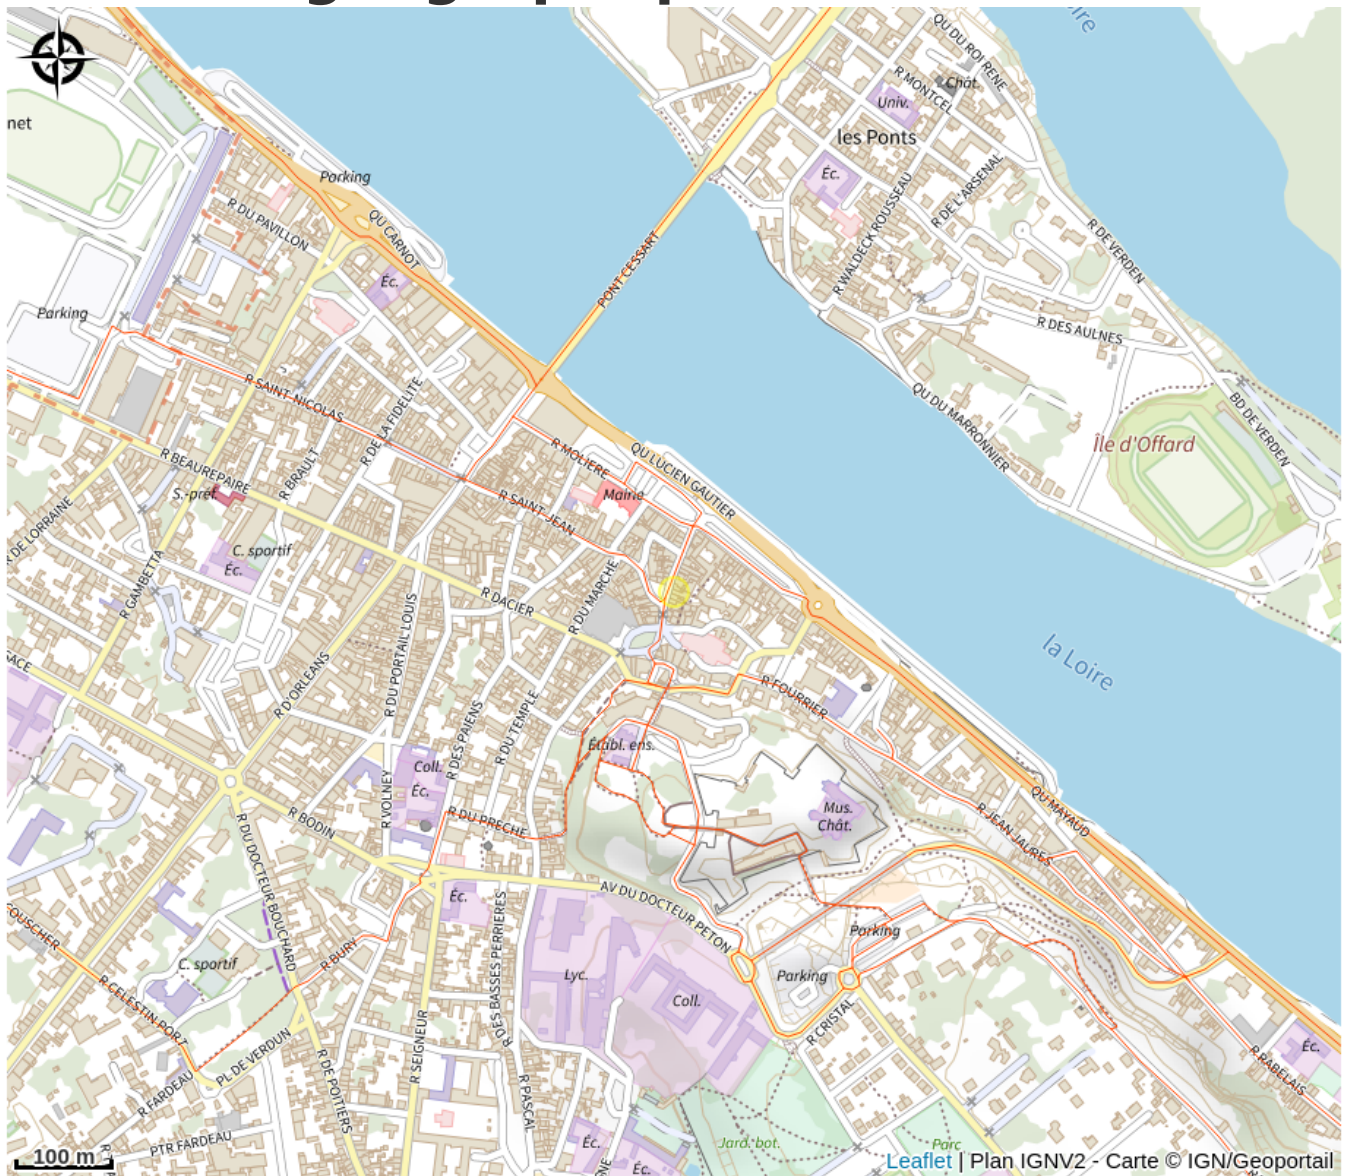 QU DU ROI RENE
Loire
R MONTCEL
Chât.
Univ.
net
les Ponts
Parking
Éc.
R DE L'ARSENAL
R DU PAVILLON
QU CARNOT
R WALDECK ROUSSEAU
R DE VERDEN
PONT CESSART
Éc.
Parking
R DES AULNES
R SAINT-NICOLAS
R DE LA FIDELITE
QU DU MARRONNIER
BD DE VERDEN
Île d'Offard
R MOLIERE
QU LUCIEN GAUTIER
R BEAUREPAIRE
R BRAULT
S.-préf.
Mairie
R SAINT-JEAN
R DE LORRAINE
C. sportif
Éc.
R GAMBETTA
R DACIER
R DU MARCHE
R DU PORTAIL LOUIS
la Loire
R D'ORLEANS
R FOURRIER
R DES PAIENS
R DU TEMPLE
Établ. ens.
Coll.
Éc.
R VOLNEY
R BODIN
R DU PRECHE
Mus.
Chât.
QU MAYAUD
R JEAN JAURES
R DU DOCTEUR BOUCHARD
Éc.
AV DU DOCTEUR PETON
R DES BASSES PERRIERES
Parking
R BURY
C. sportif
Lyc.
Parking
Coll.
R CELESTIN PORT
R CRISTAL
R SEIGNEUR
PL DE VERDUN
R DE POITIERS
R FARDEAU
R PASCAL
Éc.
R RABELAIS
PTR FARDEAU
Éc.
Éc.
Jard. bot.
Parc
100 m
Leaflet | Plan IGNV2 - Carte © IGN/Geoportail